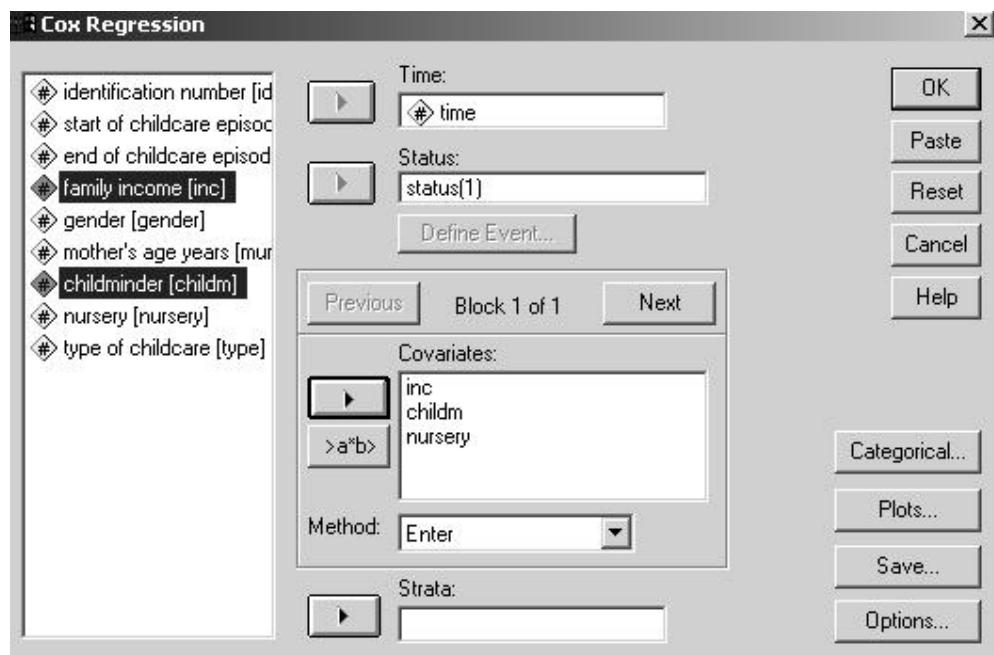 Cox Regression
identification number [id
start of childcare episoc
end of childcare episod
family income [inc]
gender [gender]
mother's age years [mur
childminder [childm]
nursery [nursery]
type of childcare [type]
Time:
time
Status:
status(1)
Define Event...
Previous
Block 1 of 1
Next
Covariates:
inc
childm
nursery
>a*b>
Method:
Enter
Strata:
OK
Paste
Reset
Cancel
Help
Categorical...
Plots...
Save...
Options...